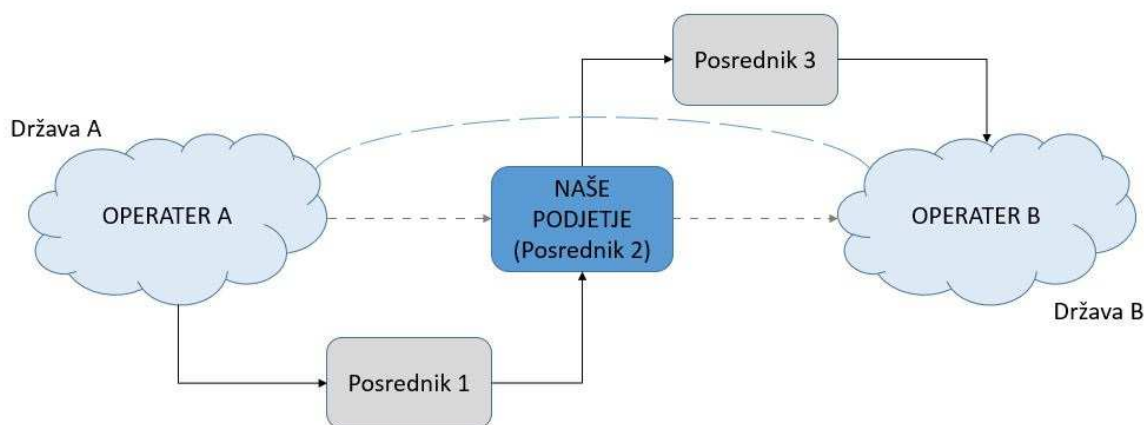 Posrednik 3
Država A
OPERATER A
NAŠE
PODJETJE
(Posrednik 2)
OPERATER B
Država B
Posrednik 1